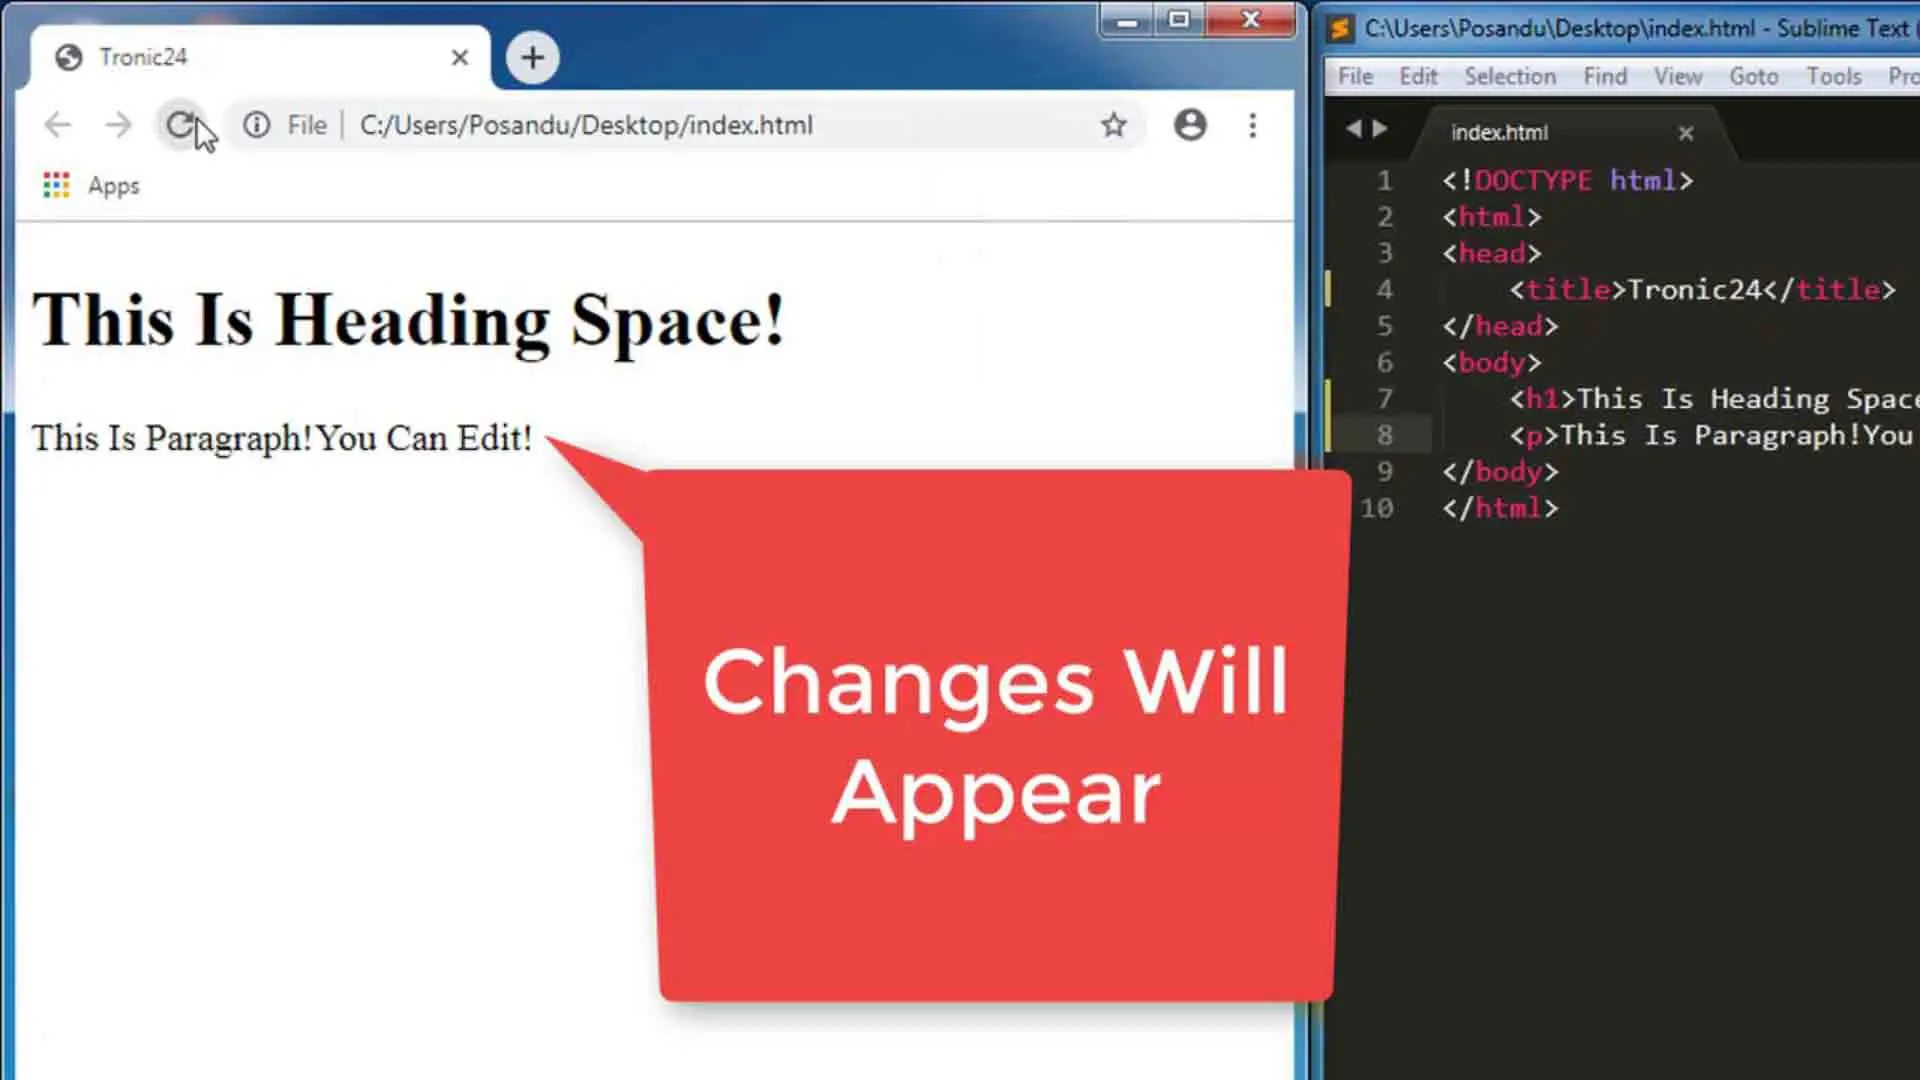 Tronic24
File
C:/Users/Posandu/Desktop/index.html
Apps
This Is Heading Space!
This Is Paragraph!You Can Edit!
Changes Will
Appear
C:\Users\Posandu\Desktop\index.html - Sublime Text (
File Edit Selection Find View Goto Tools
index.html
1 <!DOCTYPE html>
2 <html>
3 <head>
4 <title>Tronic24</title>
5 </head>
6 <body>
7 <h1>This Is Heading Space
8 <p>This Is Paragraph!You
9 </body>
10 </html>